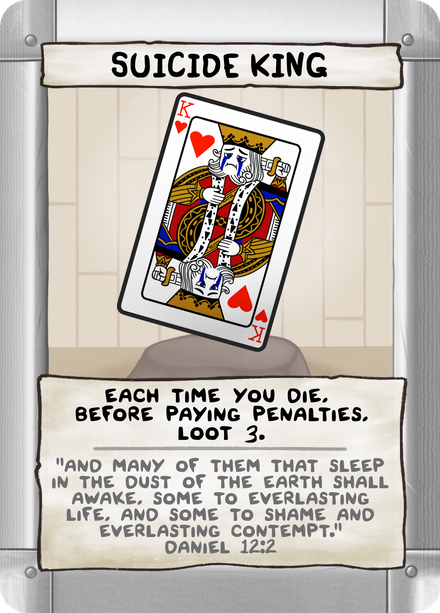 SUICIDE KING
K
K
EACH TIME YOU DIE,
BEFORE PAYING PENALTIES,
LOOT 3.
"AND MANY OF THEM THAT SLEEP
IN THE DUST OF THE EARTH SHALL
AWAKE, SOME TO EVERLASTING
LIFE, AND SOME TO SHAME AND
EVERLASTING CONTEMPT."
DANIEL 12:2